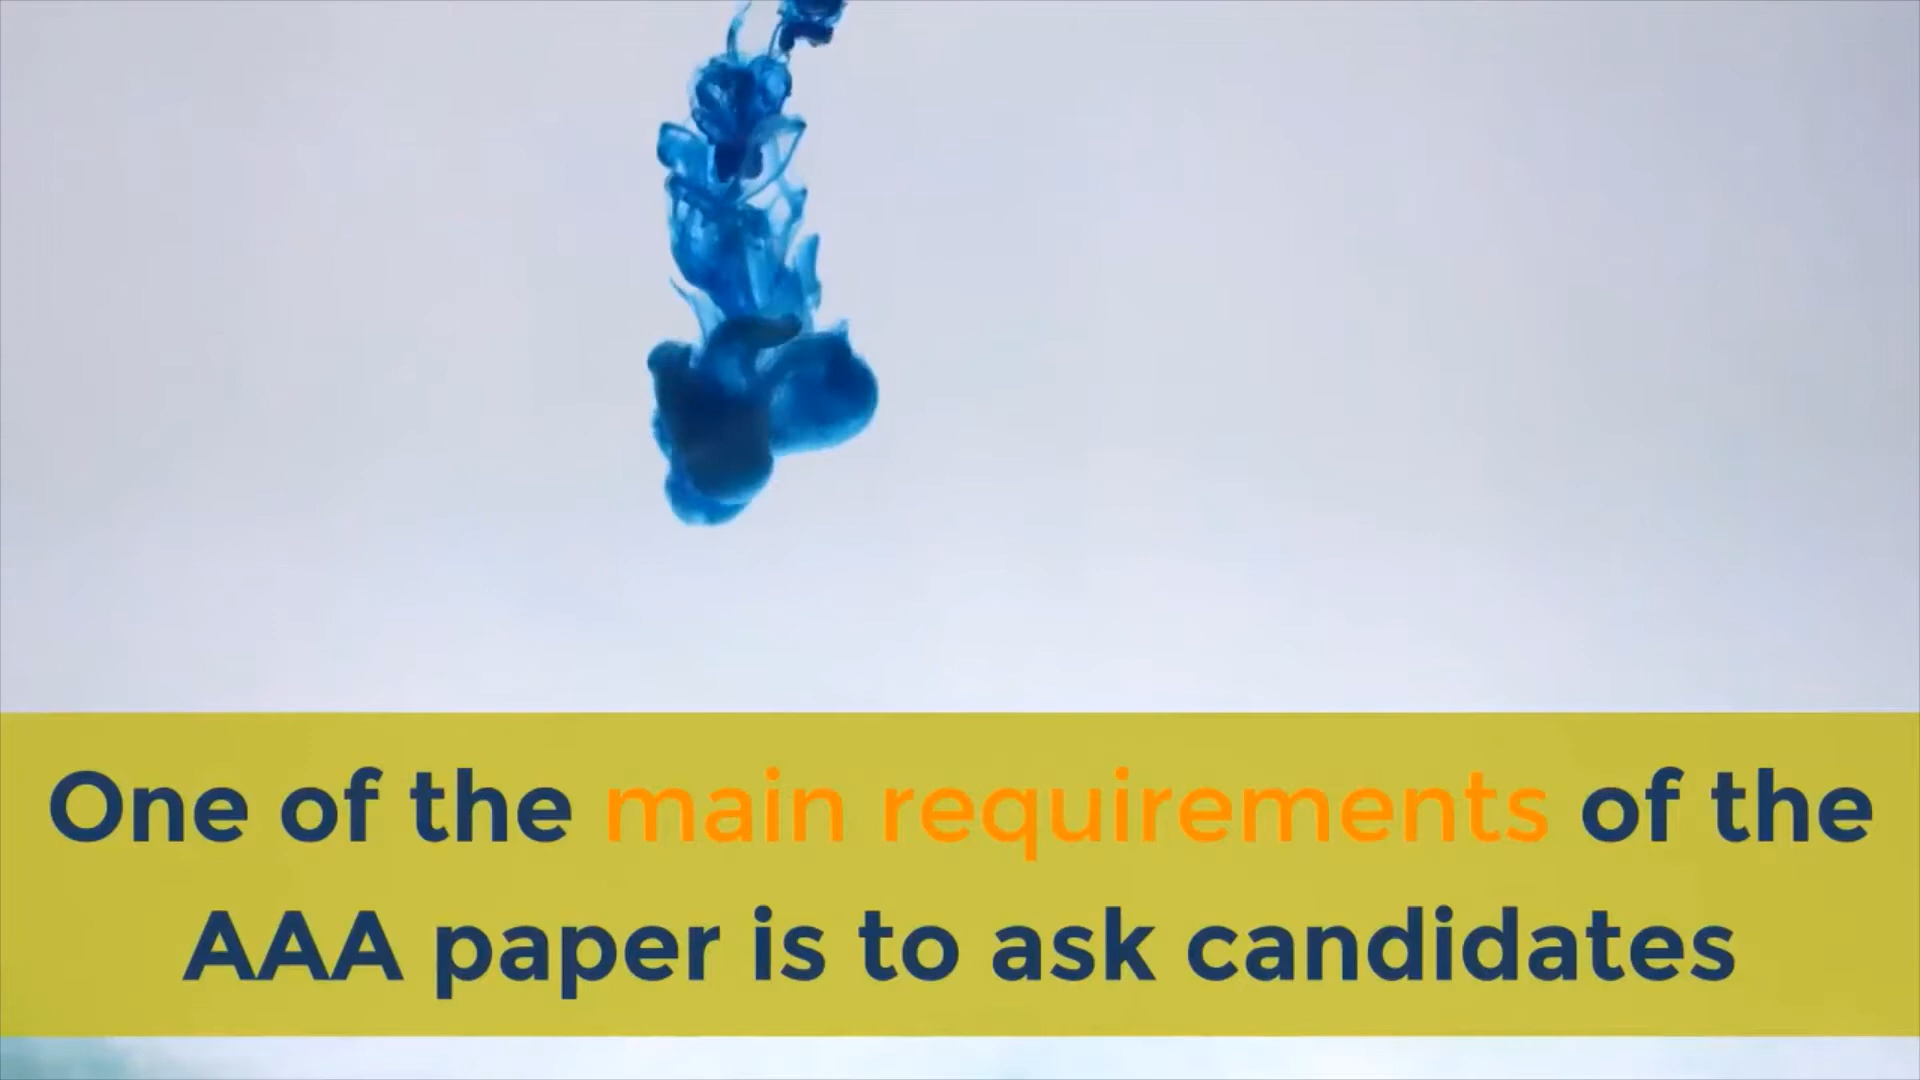 One of the main requirements of the
AAA paper is to ask candidates